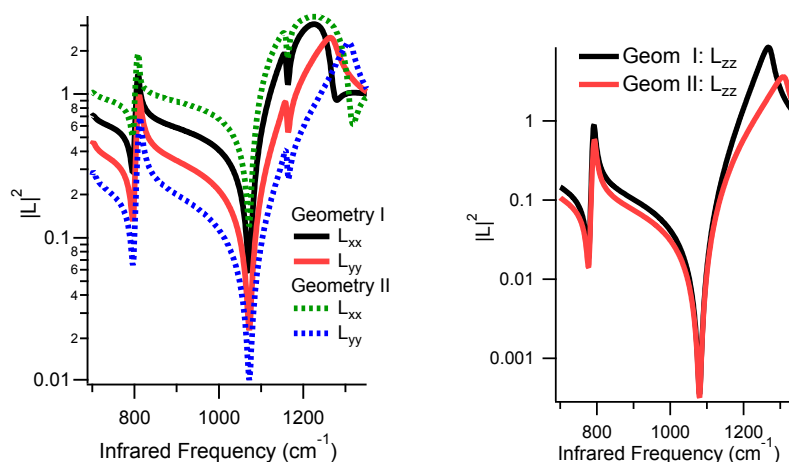 2
1
8
6
4
2
0.1
8
6
4
2
0.01
|L|²
Geometry I
Lxx
Lyy
Geometry II
Lxx
Lyy
800
1000
1200
Infrared Frequency (cm⁻¹)
Geom I: Lzz
Geom II: Lzz
1
0.1
0.01
0.001
|L|²
800
1000
1200
Infrared Frequency (cm⁻¹)